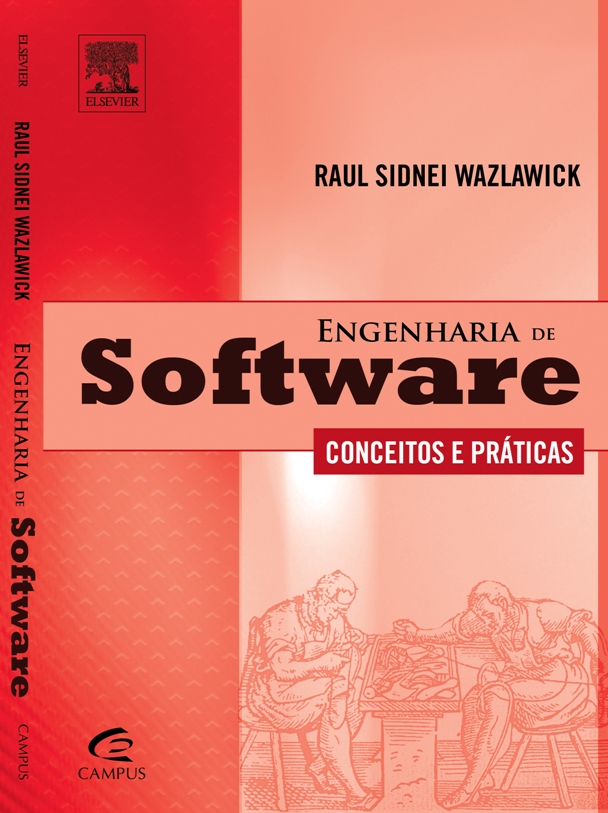 ELSEVIER
RAUL SIDNEI WAZLAWICK
ENGENHARIA DE
Software
CAMPUS
ELSEVIER
RAUL SIDNEI WAZLAWICK
ENGENHARIA DE
Software
CONCEITOS E PRÁTICAS
CAMPUS